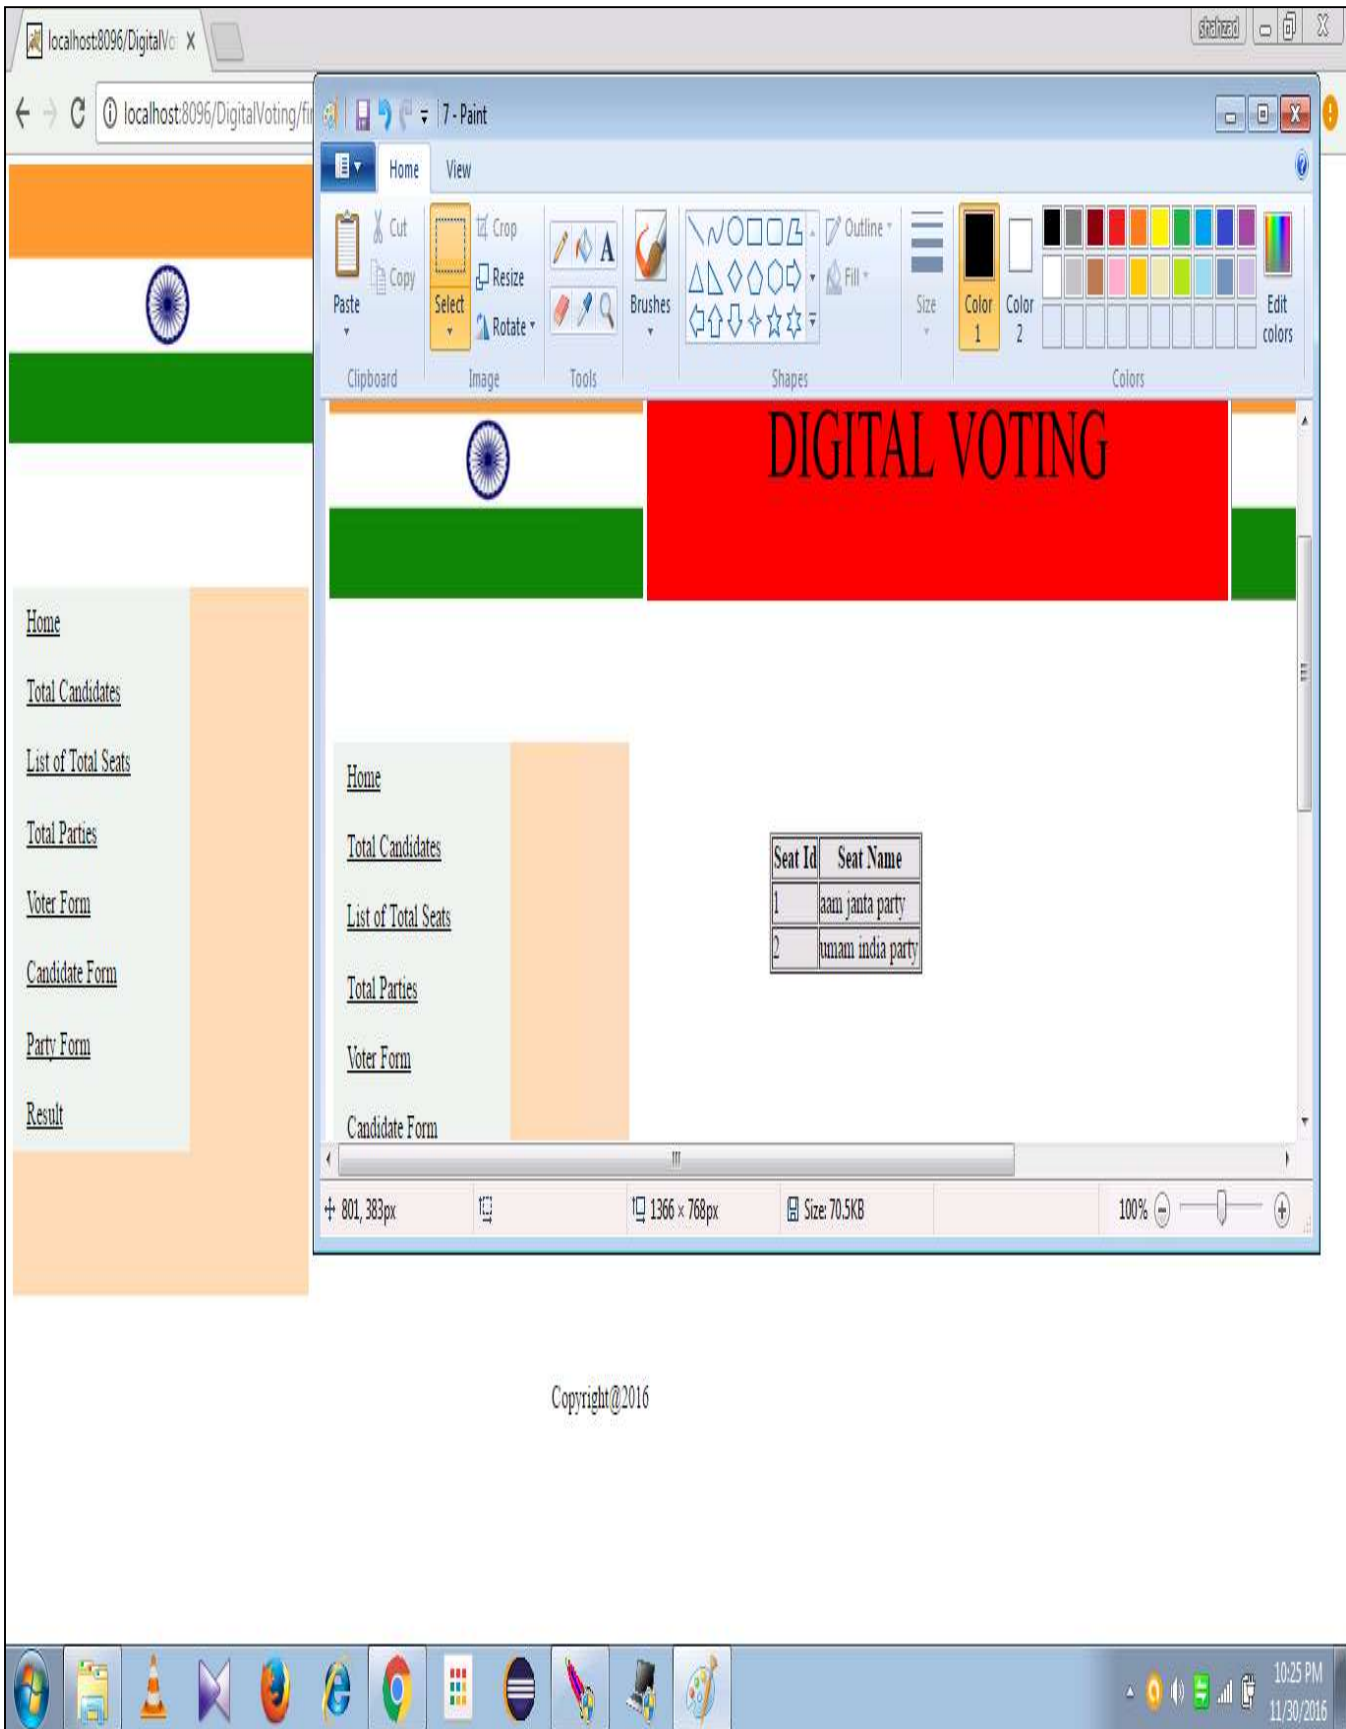 localhost:8096/DigitalVo
shahzad
localhost:8096/DigitalVoting/fi
7 - Paint
Home View
Paste
Cut
Copy
Clipboard
Select
Crop
Resize
Rotate
Image
A
Tools
Brushes
Outline
Fill
Shapes
Size
Color 1
Color 2
Edit colors
Colors
DIGITAL VOTING
Home
Total Candidates
List of Total Seats
Total Parties
Voter Form
Candidate Form
Party Form
Result
Home
Total Candidates
List of Total Seats
Total Parties
Voter Form
Candidate Form
Seat Id Seat Name
1 aam janta party
2 umam india party
801, 383px
1366 × 768px
Size: 70.5KB
100%
Copyright@2016
10:25 PM
11/30/2016